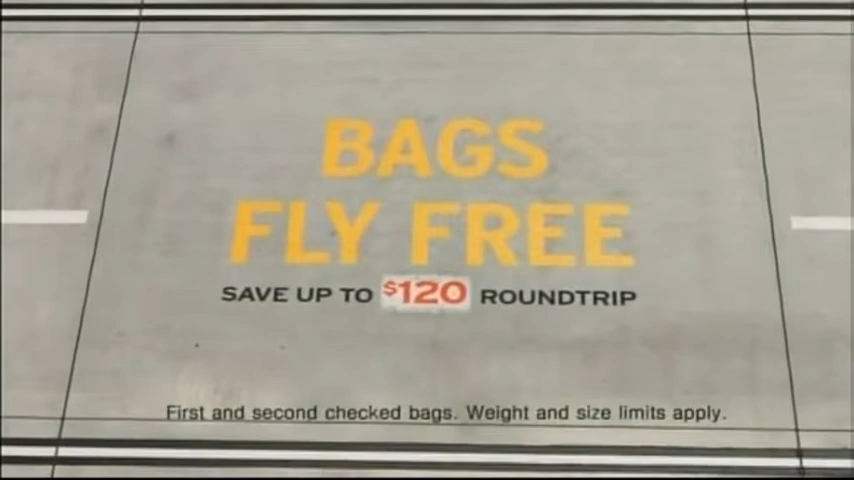 BAGS
FLY FREE
SAVE UP TO $120 ROUNDTRIP
First and second checked bags. Weight and size limits apply.